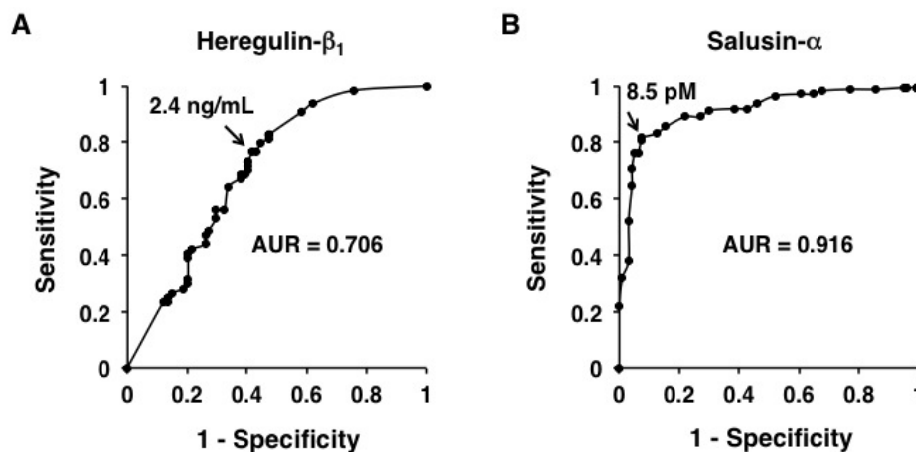 A
Heregulin-β₁
1
0.8
0.6
0.4
0.2
0
Sensitivity
2.4 ng/mL
AUR = 0.706
0 0.2 0.4 0.6 0.8 1
1 - Specificity
B
Salusin-α
1
0.8
0.6
0.4
0.2
0
Sensitivity
8.5 pM
AUR = 0.916
0 0.2 0.4 0.6 0.8 1
1 - Specificity